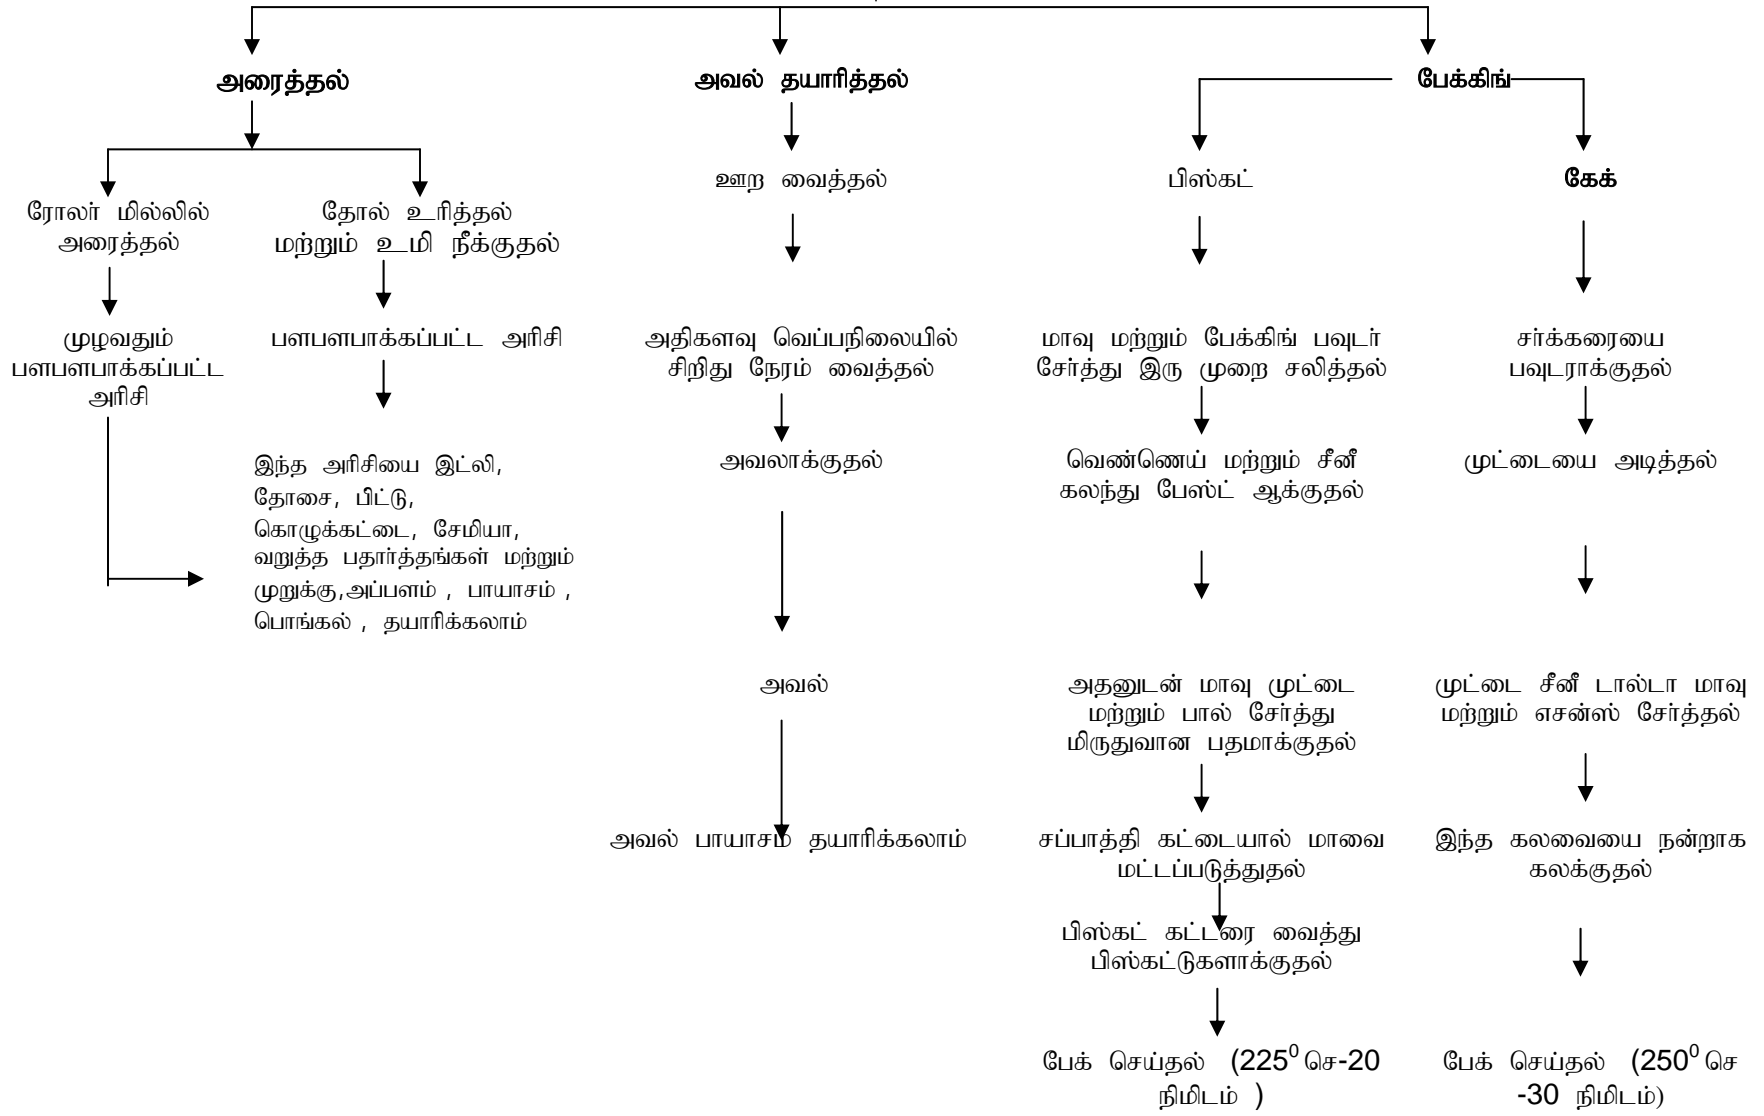 அரைத்தல்
ரோலர் மில்லில்
அரைத்தல்
முழவதும்
பளபளபாக்கப்பட்ட
அரிசி
தோல் உரித்தல்
மற்றும் உமி நீக்குதல்
பளபளபாக்கப்பட்ட அரிசி
இந்த அரிசியை இட்லி,
தோசை, பிட்டு,
கொழுக்கட்டை, சேமியா,
வறுத்த பதார்த்தங்கள் மற்றும்
முறுக்கு,அப்பளம் , பாயாசம் ,
பொங்கல் , தயாரிக்கலாம்
அவல் தயாரித்தல்
ஊற வைத்தல்
அதிகளவு வெப்பநிலையில்
சிறிது நேரம் வைத்தல்
அவலாக்குதல்
அவல்
அவல் பாயாசம் தயாரிக்கலாம்
பேக்கிங்
பிஸ்கட்
மாவு மற்றும் பேக்கிங் பவுடர்
சேர்த்து இரு முறை சலித்தல்
வெண்ணெய் மற்றும் சீனி
கலந்து பேஸ்ட் ஆக்குதல்
அதனுடன் மாவு முட்டை
மற்றும் பால் சேர்த்து
மிருதுவான பதமாக்குதல்
சப்பாத்தி கட்டையால் மாவை
மட்டப்படுத்துதல்
பிஸ்கட் கட்டரை வைத்து
பிஸ்கட்டுகளாக்குதல்
பேக் செய்தல் (225⁰ செ-20
நிமிடம் )
கேக்
சர்க்கரையை
பவுடராக்குதல்
முட்டையை அடித்தல்
முட்டை சீனி டால்டா மாவு
மற்றும் எசன்ஸ் சேர்த்தல்
இந்த கலவையை நன்றாக
கலக்குதல்
பேக் செய்தல் (250⁰ செ
-30 நிமிடம்)